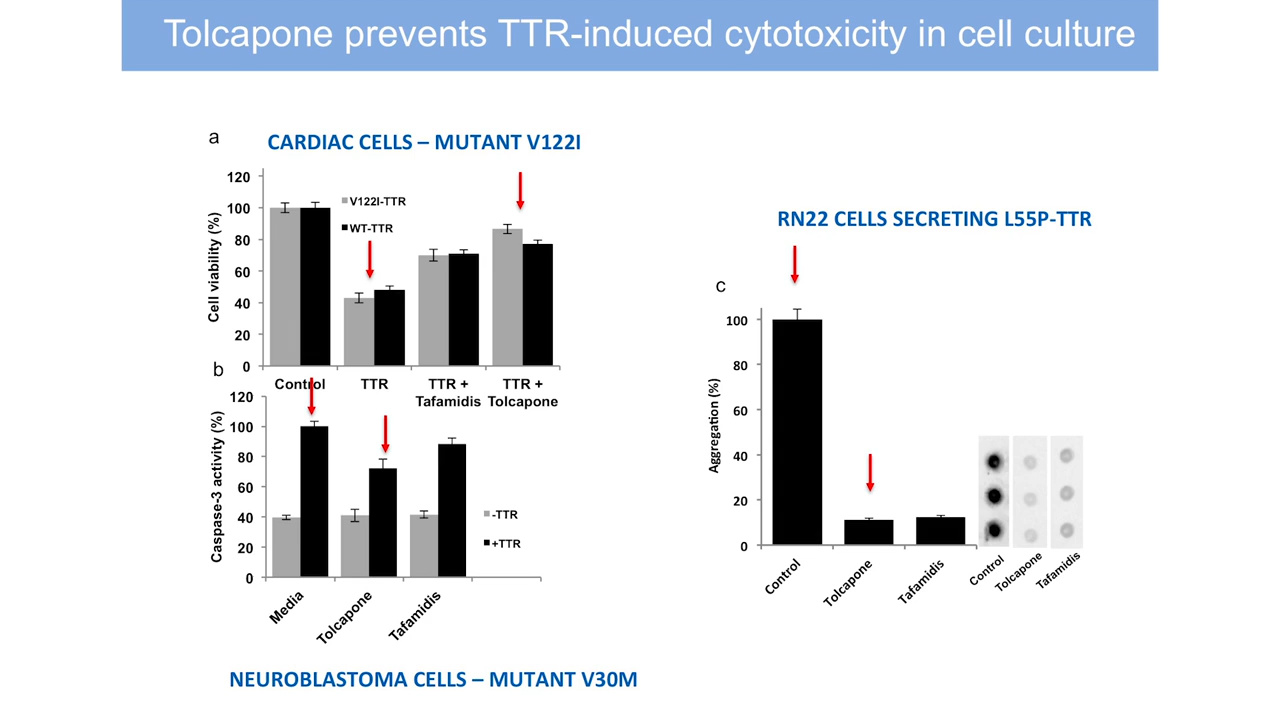 Tolcapone prevents TTR-induced cytotoxicity in cell culture
a
CARDIAC CELLS – MUTANT V122I
Cell viability (%)
120
100
80
60
40
20
0
V122I-TTR
WT-TTR
Control
TTR
TTR +
Tafamidis
TTR +
Tolcapone
b
Caspase-3 activity (%)
120
100
80
60
40
20
0
-TTR
+TTR
Media
Tolcapone
Tafamidis
NEUROBLASTOMA CELLS – MUTANT V30M
RN22 CELLS SECRETING L55P-TTR
c
Aggregation (%)
100
80
60
40
20
0
Control
Tolcapone
Tafamidis
Control
Tolcapone
Tafamidis